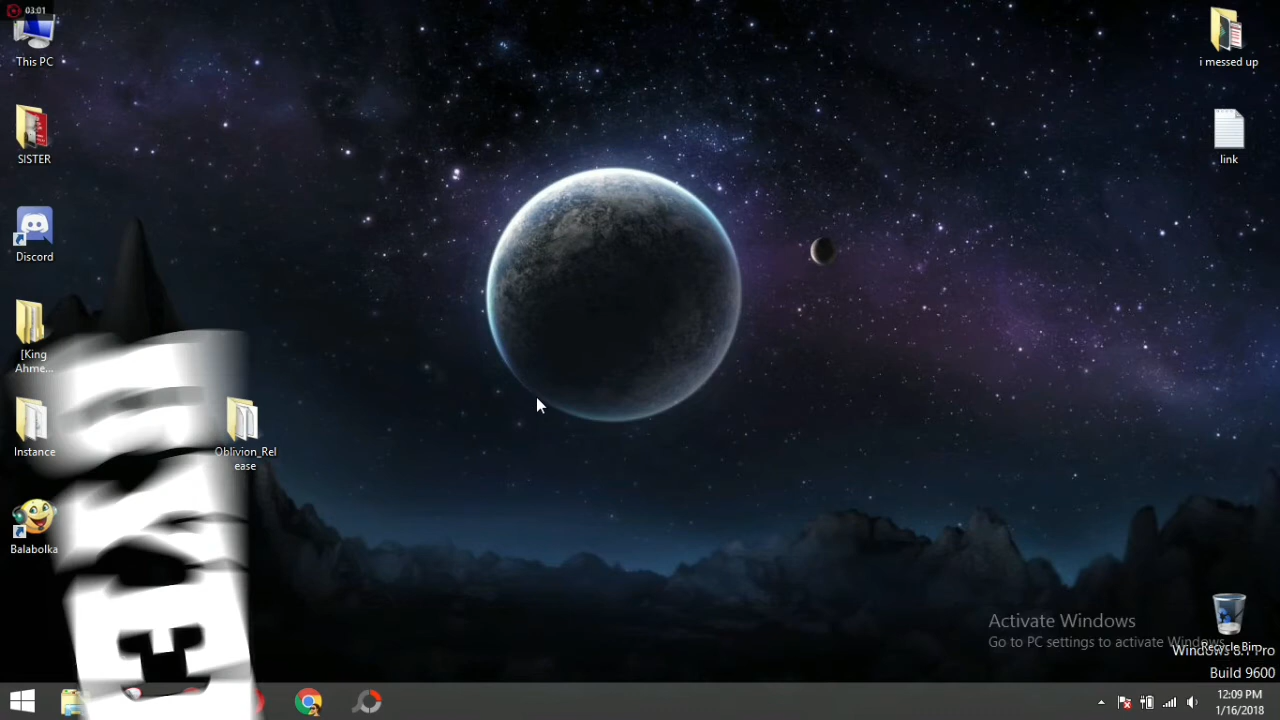 03:01
This PC
SISTER
Discord
[King
Ahme...
Instance
Balabolka
Oblivion_Rel
ease
i messed up
link
Activate Windows
Go to PC settings to activate Windows.
Recycle Bin
Windows 8.1 Pro
Build 9600
12:09 PM
1/16/2018